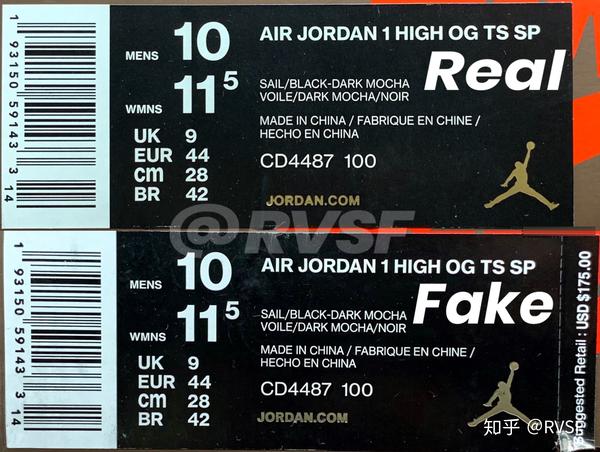 1 93150 59143 3 14
MENS 10
WMNS 11 5
UK 9
EUR 44
cm 28
BR 42
AIR JORDAN 1 HIGH OG TS SP
Real
SAIL/BLACK-DARK MOCHA
VOILE/DARK MOCHA/NOIR
MADE IN CHINA / FABRIQUE EN CHINE /
HECHO EN CHINA
CD4487 100
JORDAN.COM
@RVSF
1 93150 59143 3 14
MENS 10
WMNS 11 5
UK 9
EUR 44
cm 28
BR 42
AIR JORDAN 1 HIGH OG TS SP
Fake
SAIL/BLACK-DARK MOCHA
VOILE/DARK MOCHA/NOIR
MADE IN CHINA / FABRIQUE EN CHINE /
HECHO EN CHINA
CD4487 100
JORDAN.COM
Suggested Retail : USD $175.00
知乎 @RVSF